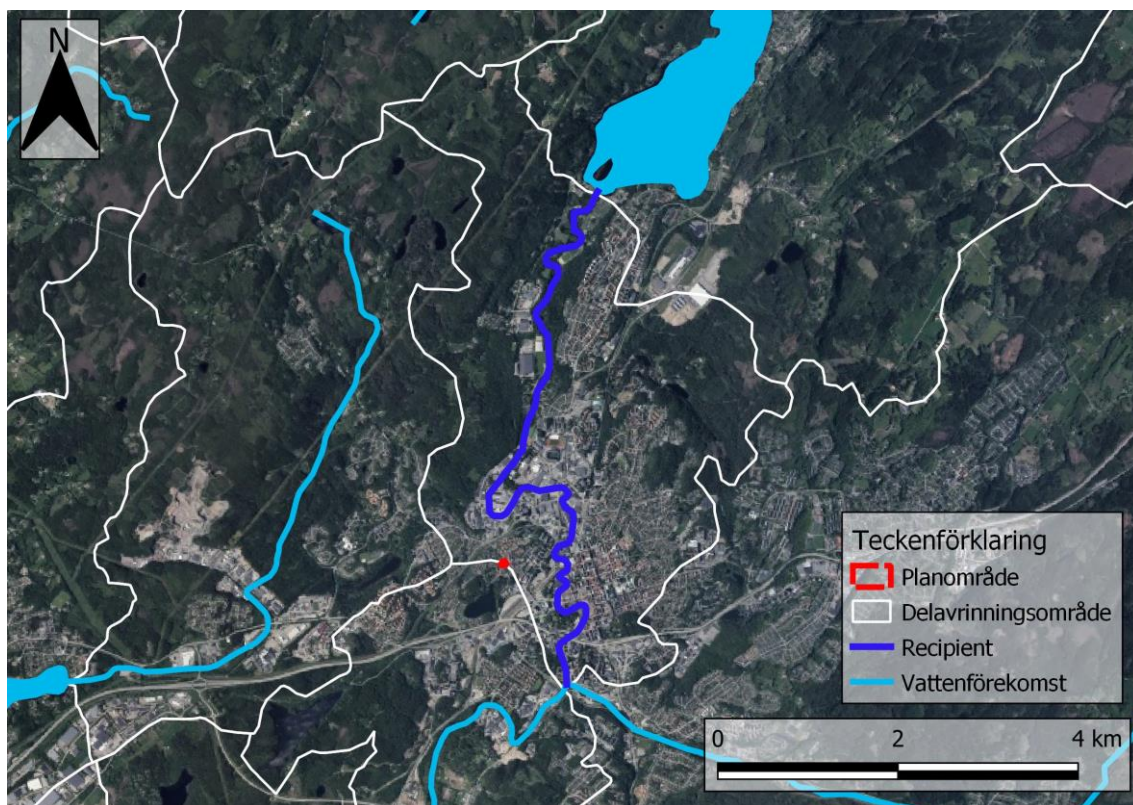 N
Teckenförklaring
Planområde
Delavrinningsområde
Recipient
Vattenförekomst
0 2 4 km